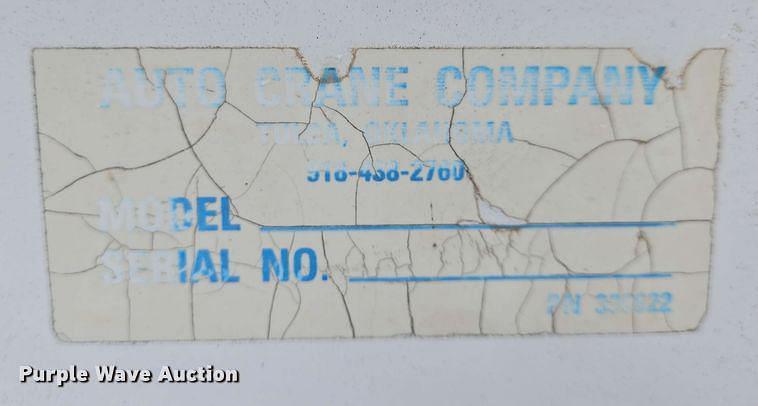 AUTO CRANE COMPANY
TULSA, OKLAHOMA
918-438-2760
MODEL
SERIAL NO.
P/N
Purple Wave Auction